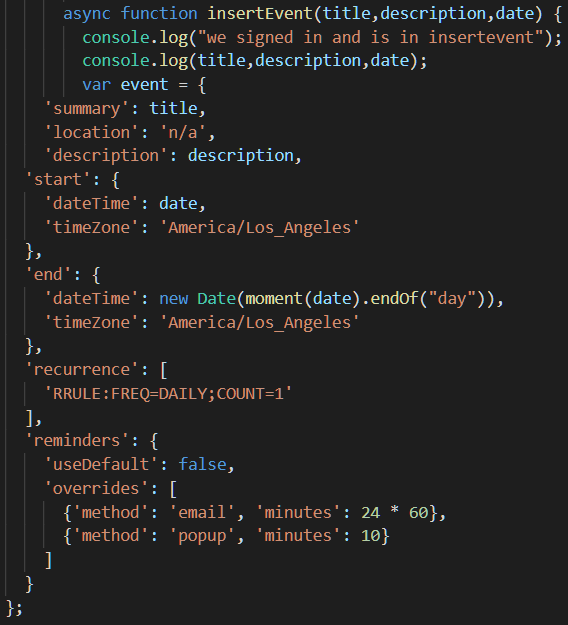 async function insertEvent(title,description,date) {
console.log("we signed in and is in insertevent");
console.log(title,description,date);
var event = {
'summary': title,
'location': 'n/a',
'description': description,
'start': {
'dateTime': date,
'timeZone': 'America/Los_Angeles'
},
'end': {
'dateTime': new Date(moment(date).endOf("day")),
'timeZone': 'America/Los_Angeles'
},
'recurrence': [
'RRULE:FREQ=DAILY;COUNT=1'
],
'reminders': {
'useDefault': false,
'overrides': [
{'method': 'email', 'minutes': 24 * 60},
{'method': 'popup', 'minutes': 10}
]
}
};